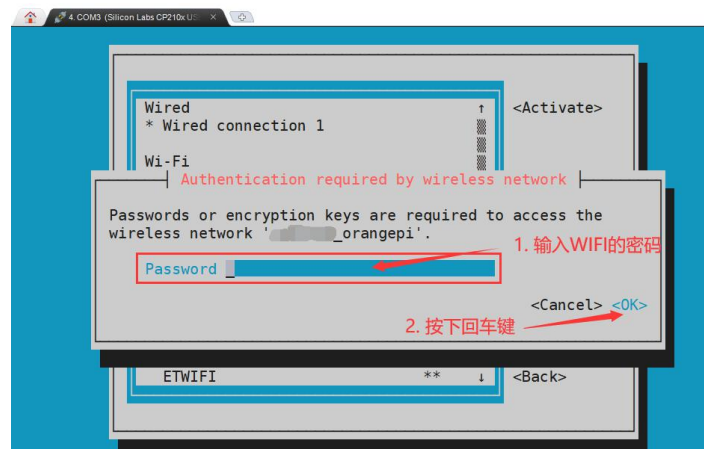 4. COM3 (Silicon Labs CP210x US
Wired
<Activate>
* Wired connection 1
Wi-Fi
Authentication required by wireless network
Passwords or encryption keys are required to access the
wireless network '_orangepi'.
1. 输入WIFI的密码
Password
<Cancel> <OK>
2. 按下回车键
ETWIFI ** ↓ <Back>